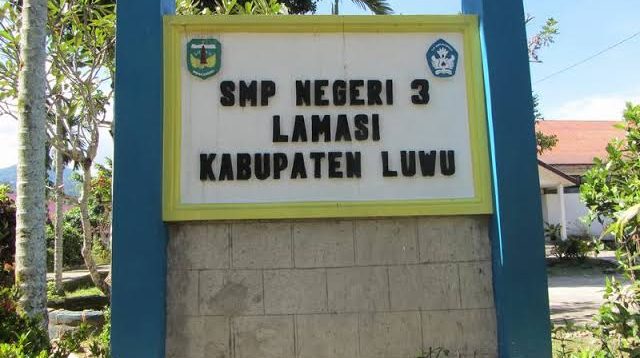 SMP NEGERI 3
LAMASI
KABUPATEN LUWU